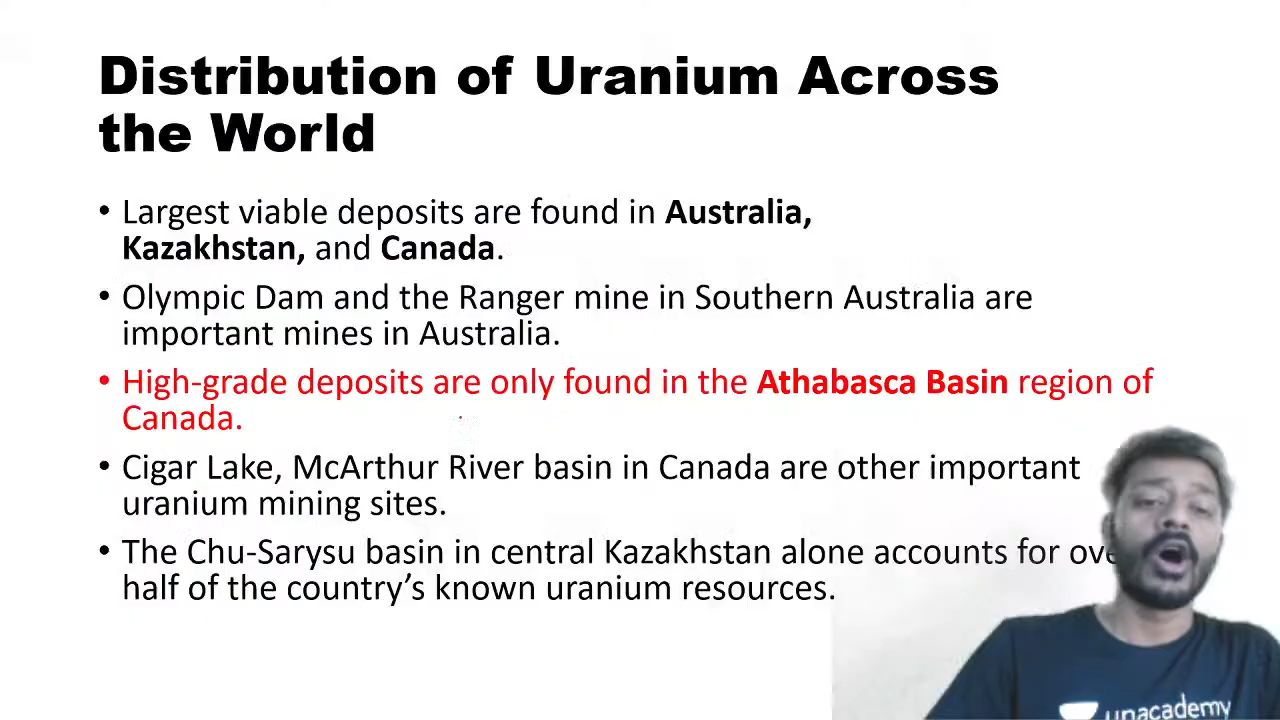 Distribution of Uranium Across
the World
• Largest viable deposits are found in Australia,
Kazakhstan, and Canada.
• Olympic Dam and the Ranger mine in Southern Australia are
important mines in Australia.
• High-grade deposits are only found in the Athabasca Basin region of
Canada.
• Cigar Lake, McArthur River basin in Canada are other important
uranium mining sites.
• The Chu-Sarysu basin in central Kazakhstan alone accounts for ove
half of the country’s known uranium resources.
unacademy